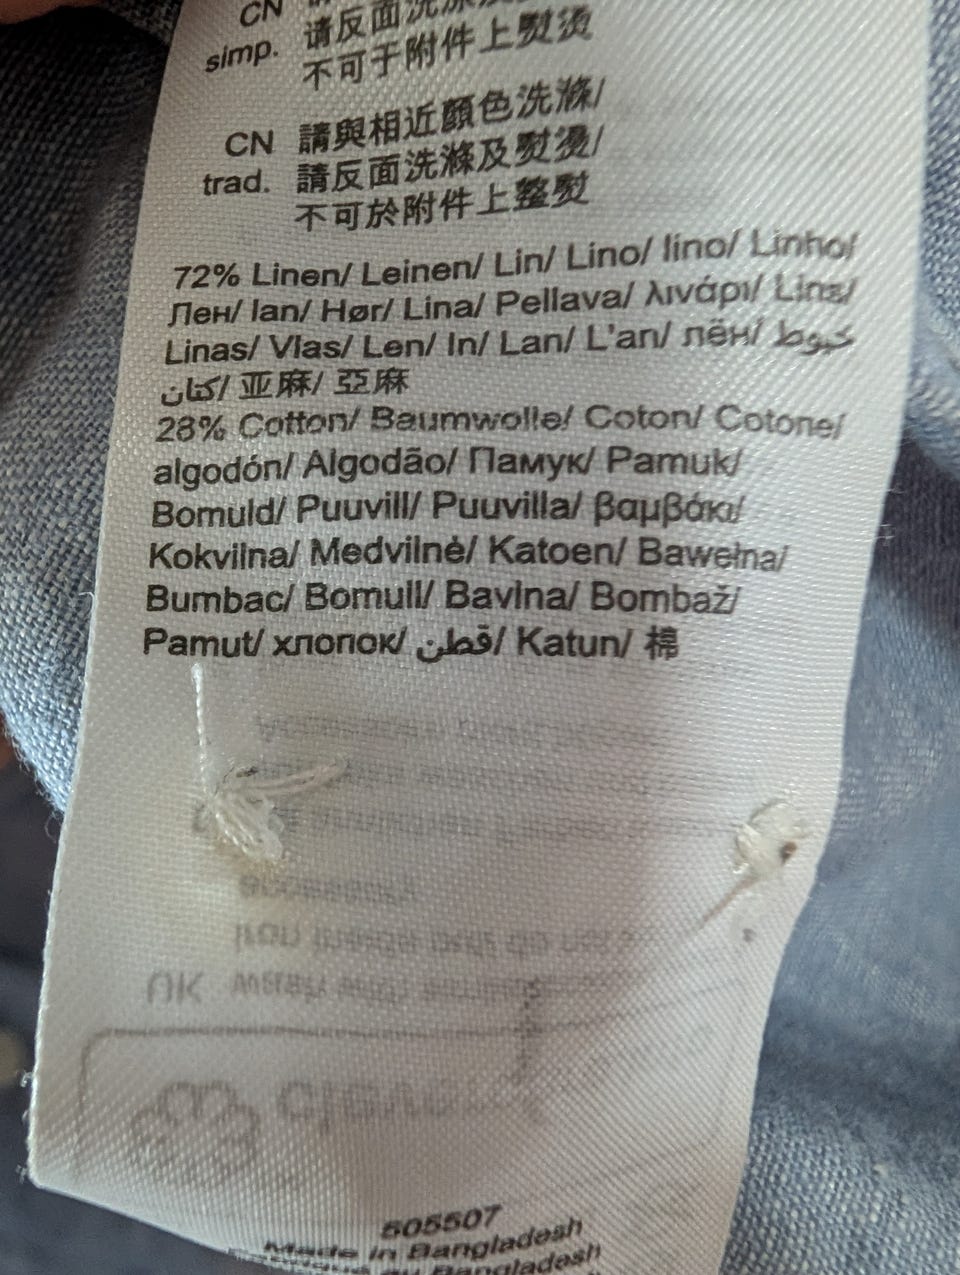 CN
simp. 请反面洗涤及
不可于附件上熨烫
CN 請與相近顏色洗滌/
trad. 請反面洗滌及熨燙/
不可於附件上整熨
72% Linen/ Leinen/ Lin/ Lino/ lino/ Linho/
Лен/ lan/ Hør/ Lina/ Pellava/ λινάρι/ Lins/
Linas/ Vlas/ Len/ In/ Lan/ L'an/ лён/ خيوط
كتان/ 亚麻/ 亞麻
28% Cotton/ Baumwolle/ Coton/ Cotone/
algodón/ Algodão/ Памук/ Pamuk/
Bomuld/ Puuvill/ Puuvilla/ βαμβάκι/
Kokvilna/ Medvilnė/ Katoen/ Bawełna/
Bumbac/ Bomull/ Bavlna/ Bombaž/
Pamut/ хлопок/ قطن/ Katun/ 棉
UK
505507
Made in Bangladesh
Bangladesh